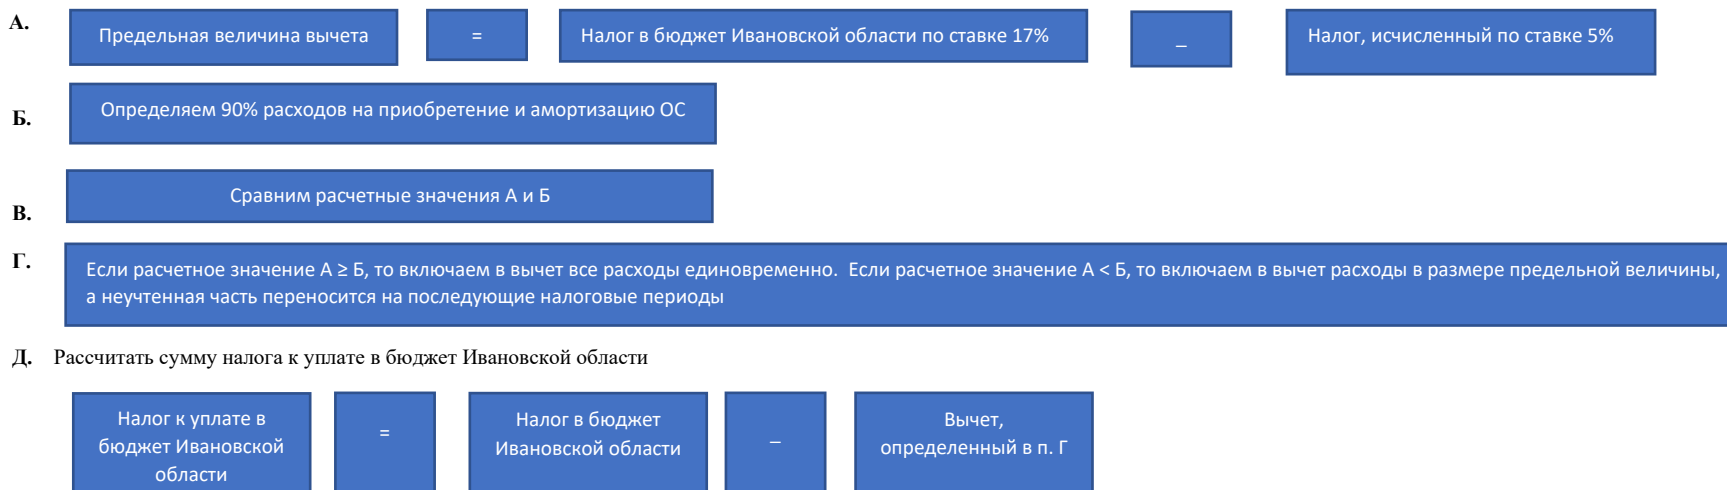 А.
Предельная величина вычета
=
Налог в бюджет Ивановской области по ставке 17%
–
Налог, исчисленный по ставке 5%
Б.
Определяем 90% расходов на приобретение и амортизацию ОС
В.
Сравним расчетные значения А и Б
Г.
Если расчетное значение А ≥ Б, то включаем в вычет все расходы единовременно. Если расчетное значение А < Б, то включаем в вычет расходы в размере предельной величины,
а неучтенная часть переносится на последующие налоговые периоды
Д. Рассчитать сумму налога к уплате в бюджет Ивановской области
Налог к уплате в
бюджет Ивановской
области
=
Налог в бюджет
Ивановской области
–
Вычет,
определенный в п. Г